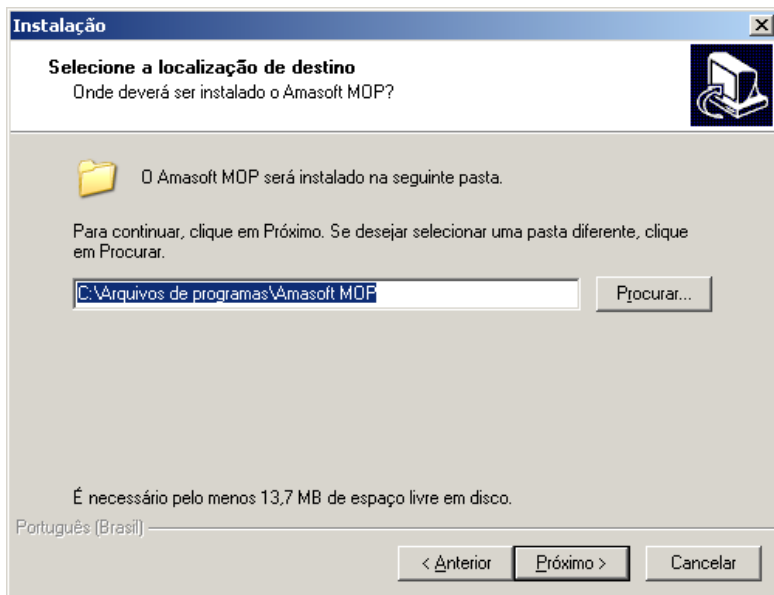 Instalação
Selecione a localização de destino
Onde deverá ser instalado o Amasoft MOP?
O Amasoft MOP será instalado na seguinte pasta.
Para continuar, clique em Próximo. Se desejar selecionar uma pasta diferente, clique
em Procurar.
C:\Arquivos de programas\Amasoft MOP
Procurar...
É necessário pelo menos 13,7 MB de espaço livre em disco.
Português (Brasil)
< Anterior
Próximo >
Cancelar